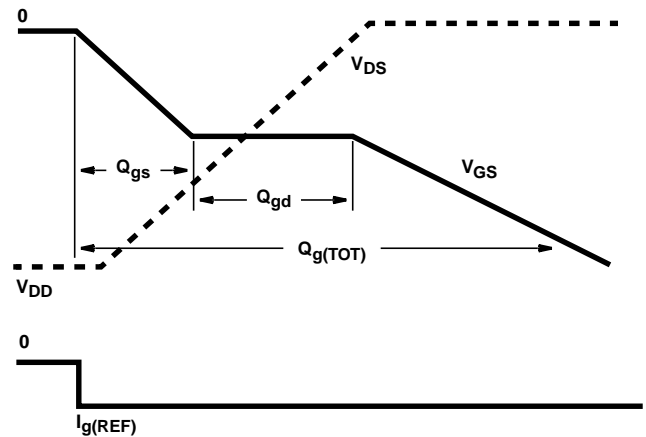 0
V_DS
Q_gs
V_GS
Q_gd
Q_g(TOT)
V_DD
0
I_g(REF)